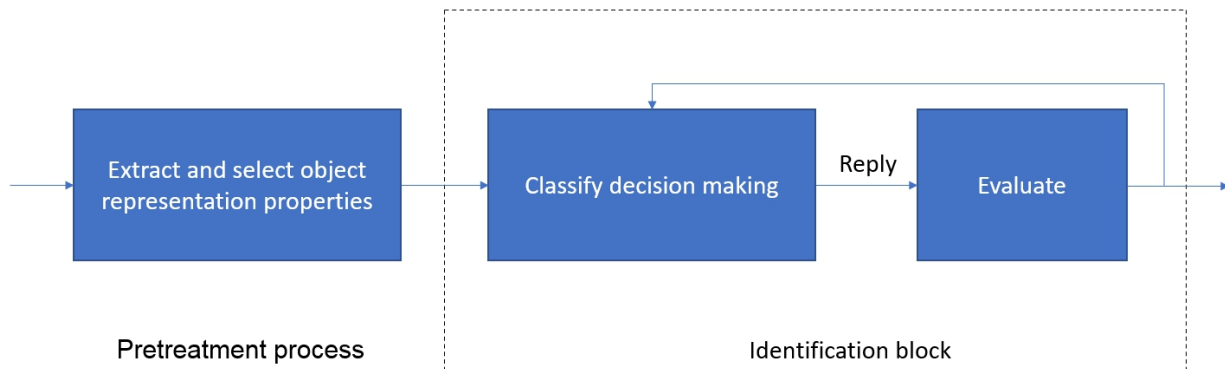 Extract and select object
representation properties
Classify decision making
Reply
Evaluate
Pretreatment process
Identification block